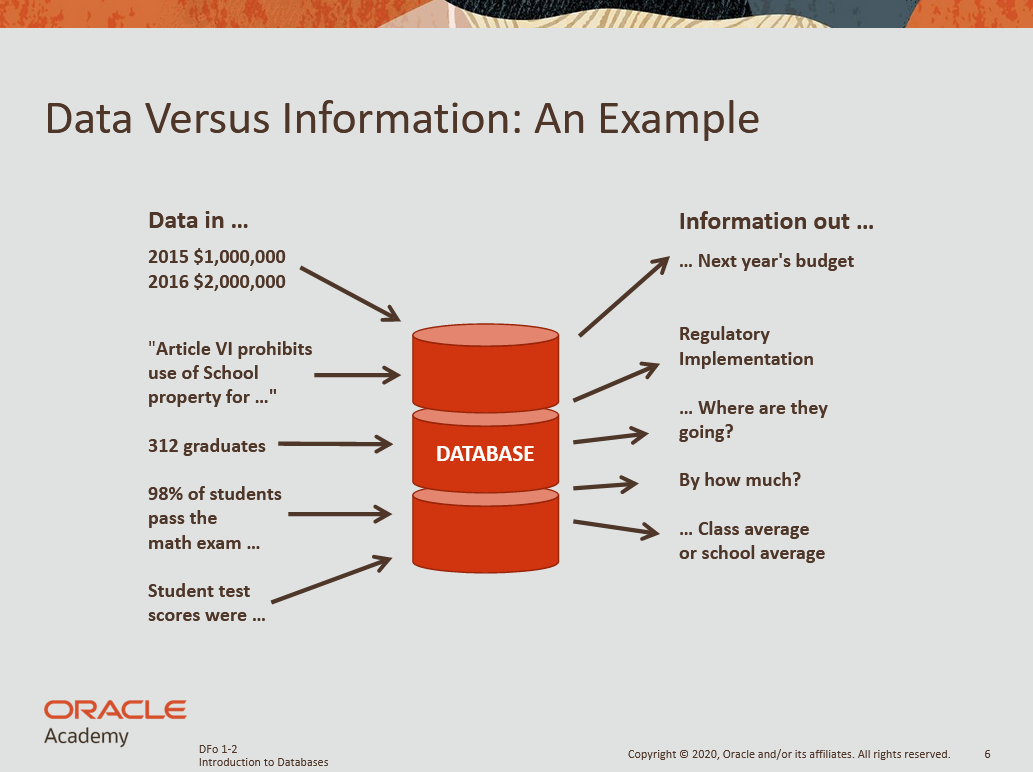 Data Versus Information: An Example
Data in …
2015 $1,000,000
2016 $2,000,000
"Article VI prohibits
use of School
property for …"
312 graduates
98% of students
pass the
math exam …
Student test
scores were …
DATABASE
Information out …
… Next year's budget
Regulatory
Implementation
… Where are they
going?
By how much?
… Class average
or school average
ORACLE
Academy
DFo 1-2
Introduction to Databases
Copyright © 2020, Oracle and/or its affiliates. All rights reserved.
6